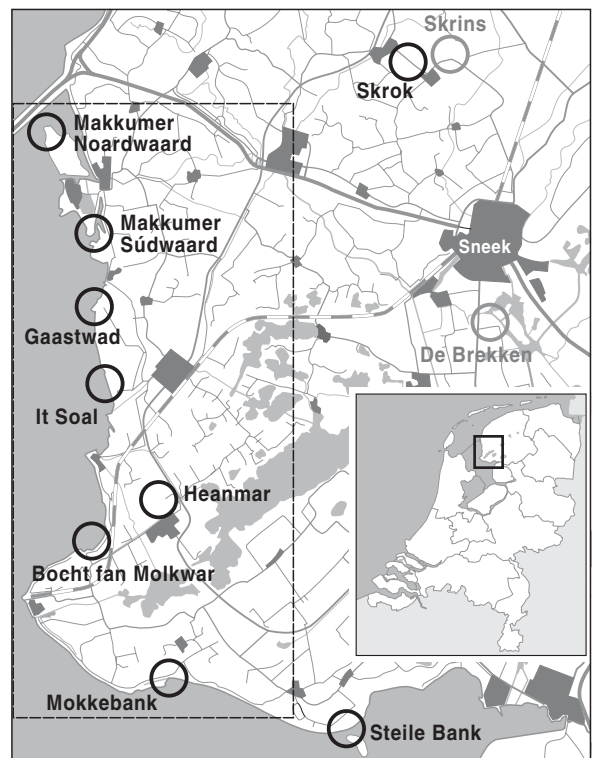 Skrins
Skrok
Makkumer
Noardwaard
Makkumer
Súdwaard
Sneek
Gaastwad
De Brekken
It Soal
Heanmar
Bocht fan Molkwar
Mokkebank
Steile Bank